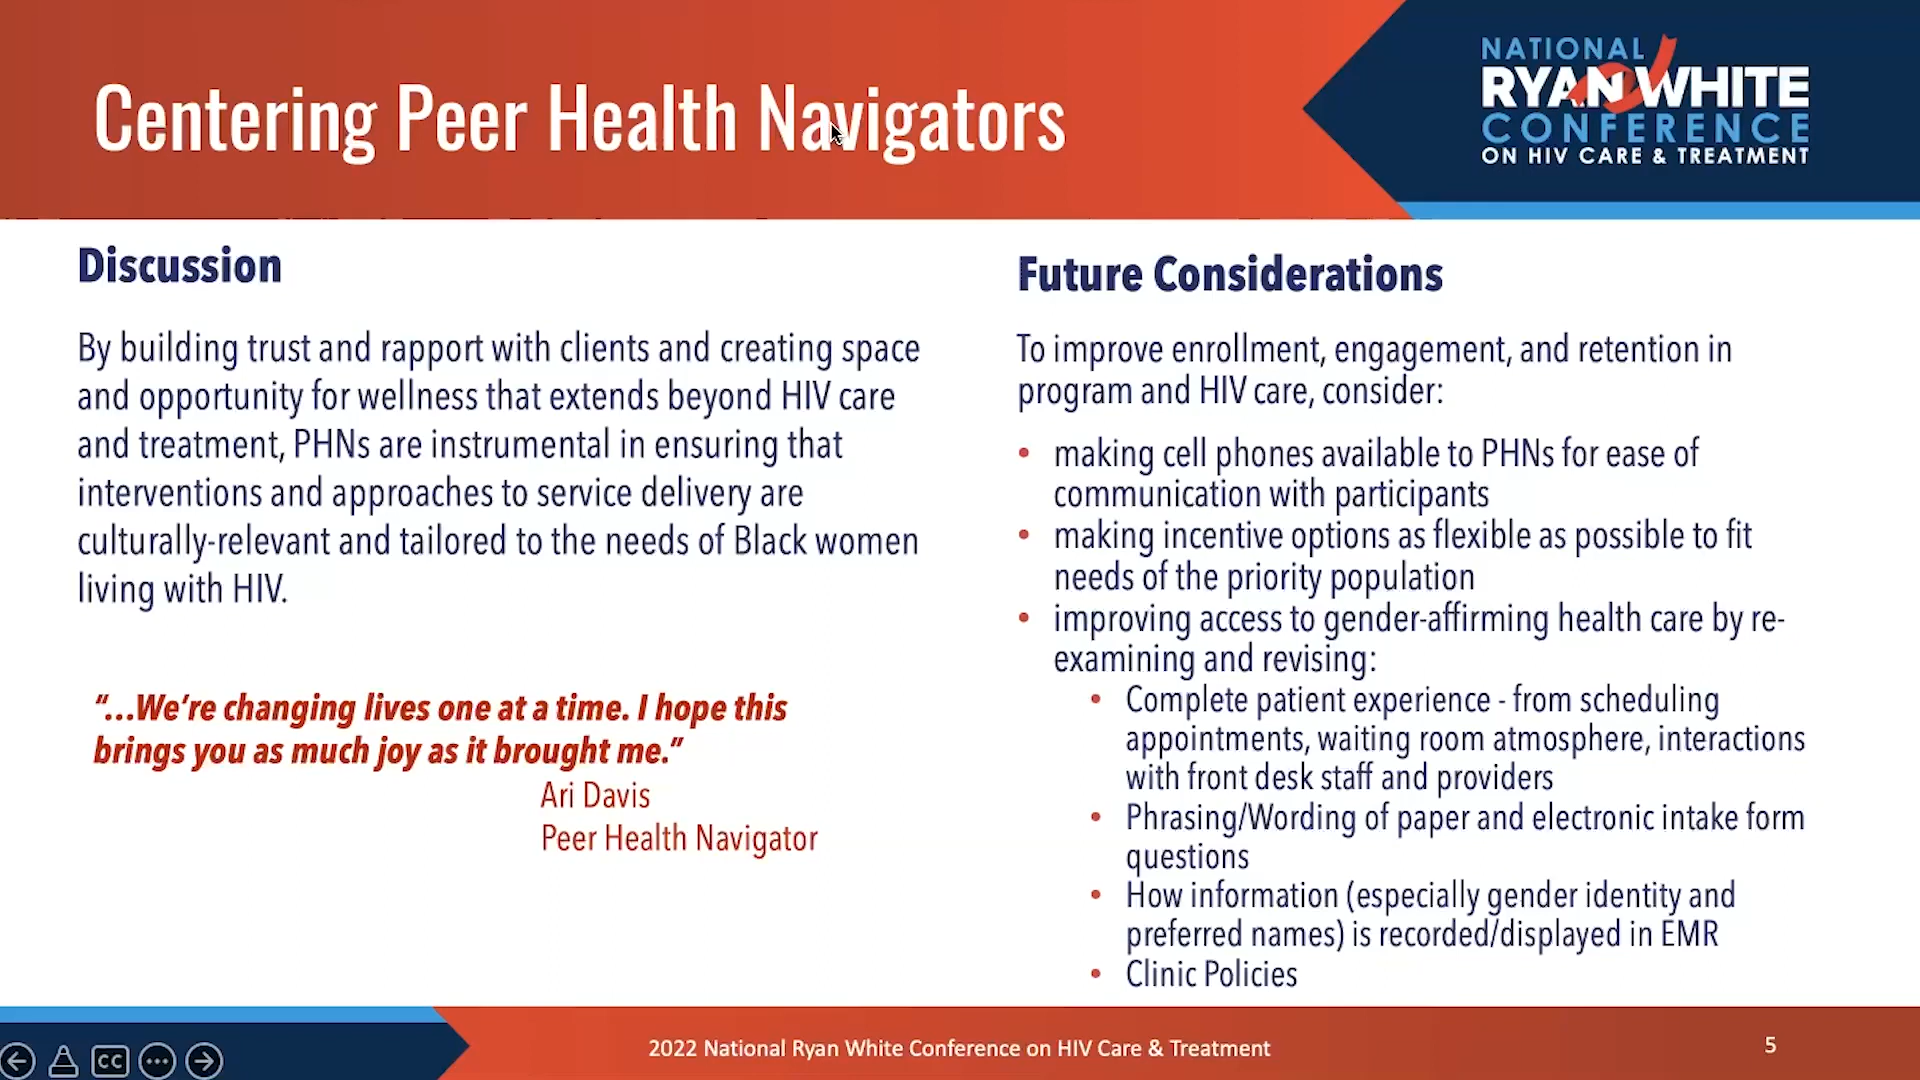 Centering Peer Health Navigators
NATIONAL
RYAN WHITE
CONFERENCE
ON HIV CARE & TREATMENT
Discussion
By building trust and rapport with clients and creating space
and opportunity for wellness that extends beyond HIV care
and treatment, PHNs are instrumental in ensuring that
interventions and approaches to service delivery are
culturally-relevant and tailored to the needs of Black women
living with HIV.
“...We’re changing lives one at a time. I hope this
brings you as much joy as it brought me.”
Ari Davis
Peer Health Navigator
Future Considerations
To improve enrollment, engagement, and retention in
program and HIV care, consider:
• making cell phones available to PHNs for ease of
communication with participants
• making incentive options as flexible as possible to fit
needs of the priority population
• improving access to gender-affirming health care by re-
examining and revising:
• Complete patient experience - from scheduling
appointments, waiting room atmosphere, interactions
with front desk staff and providers
• Phrasing/Wording of paper and electronic intake form
questions
• How information (especially gender identity and
preferred names) is recorded/displayed in EMR
• Clinic Policies
CC
2022 National Ryan White Conference on HIV Care & Treatment
5